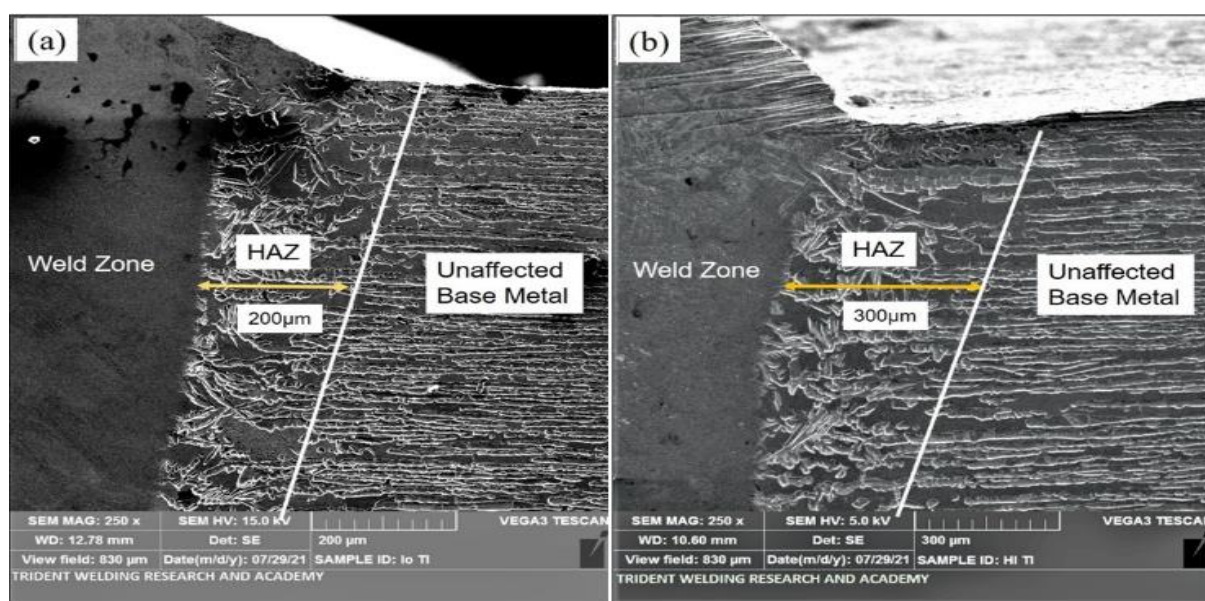 (a)
Weld Zone
HAZ
200µm
Unaffected
Base Metal
SEM MAG: 250 x
SEM HV: 15.0 kV
VEGA3 TESCAN
WD: 12.78 mm
Det: SE
200 µm
View field: 830 µm
Date(m/d/y): 07/29/21
SAMPLE ID: lo TI
TRIDENT WELDING RESEARCH AND ACADEMY
(b)
Weld Zone
HAZ
300µm
Unaffected
Base Metal
SEM MAG: 250 x
SEM HV: 5.0 kV
VEGA3 TESC
WD: 10.60 mm
Det: SE
300 µm
View field: 830 µm
Date(m/d/y): 07/29/21
SAMPLE ID: HI TI
TRIDENT WELDING RESEARCH AND ACADEMY